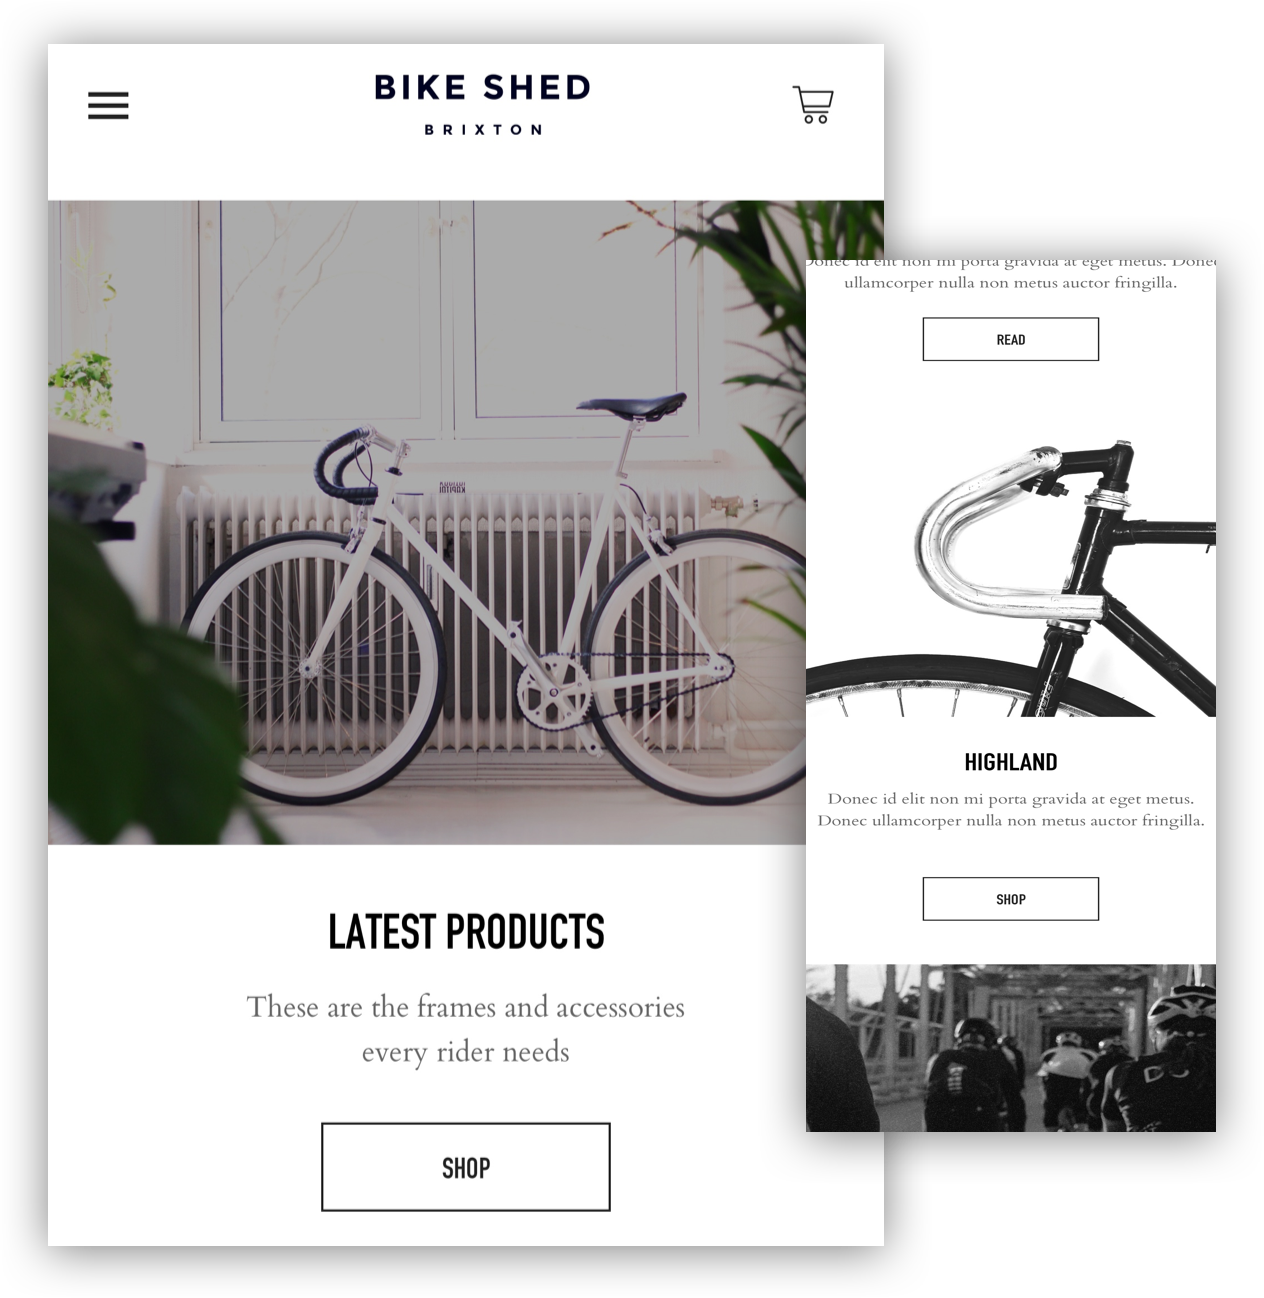 BIKE SHED
BRIXTON
LATEST PRODUCTS
These are the frames and accessories
every rider needs
SHOP
Donec id elit non mi porta gravida at eget metus. Donec
ullamcorper nulla non metus auctor fringilla.
READ
HIGHLAND
Donec id elit non mi porta gravida at eget metus.
Donec ullamcorper nulla non metus auctor fringilla.
SHOP